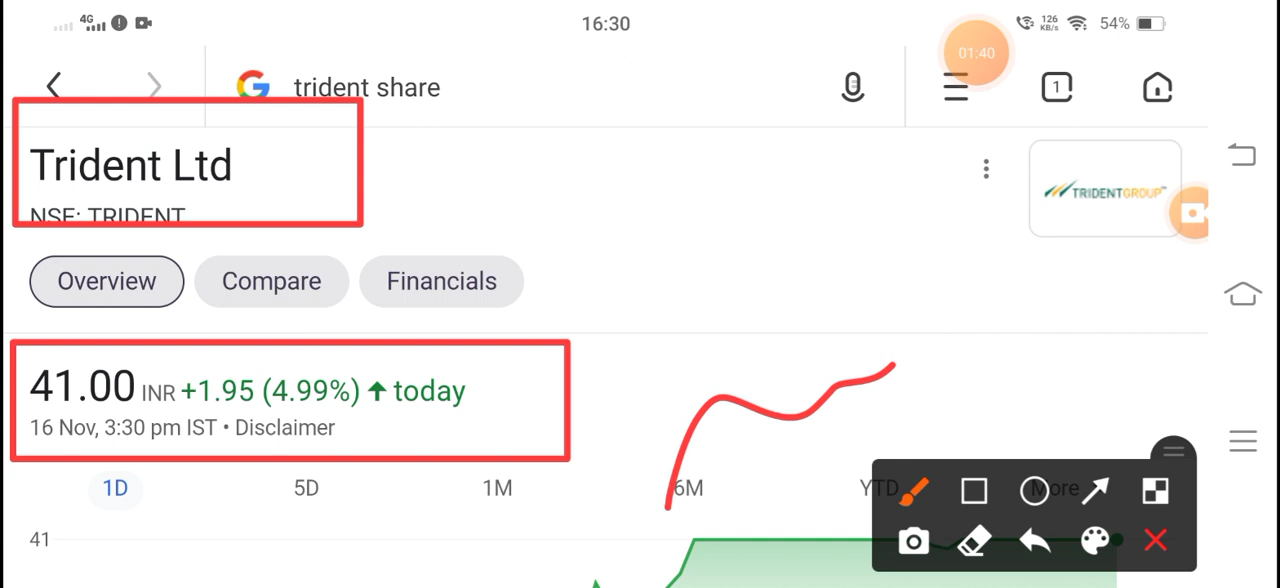 4G 16:30 126 KB/s 54%
01:40
trident share 1
Trident Ltd
NSE: TRIDENT
TRIDENTGROUP™
Overview Compare Financials
41.00 INR +1.95 (4.99%) today
16 Nov, 3:30 pm IST • Disclaimer
1D 5D 1M 6M YTD More
41